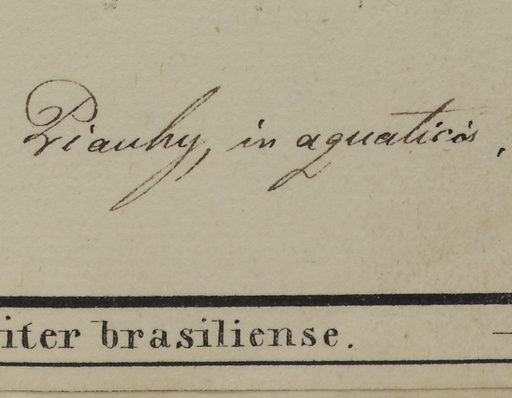 Piauhy, in aquaticis.
iter brasiliense.